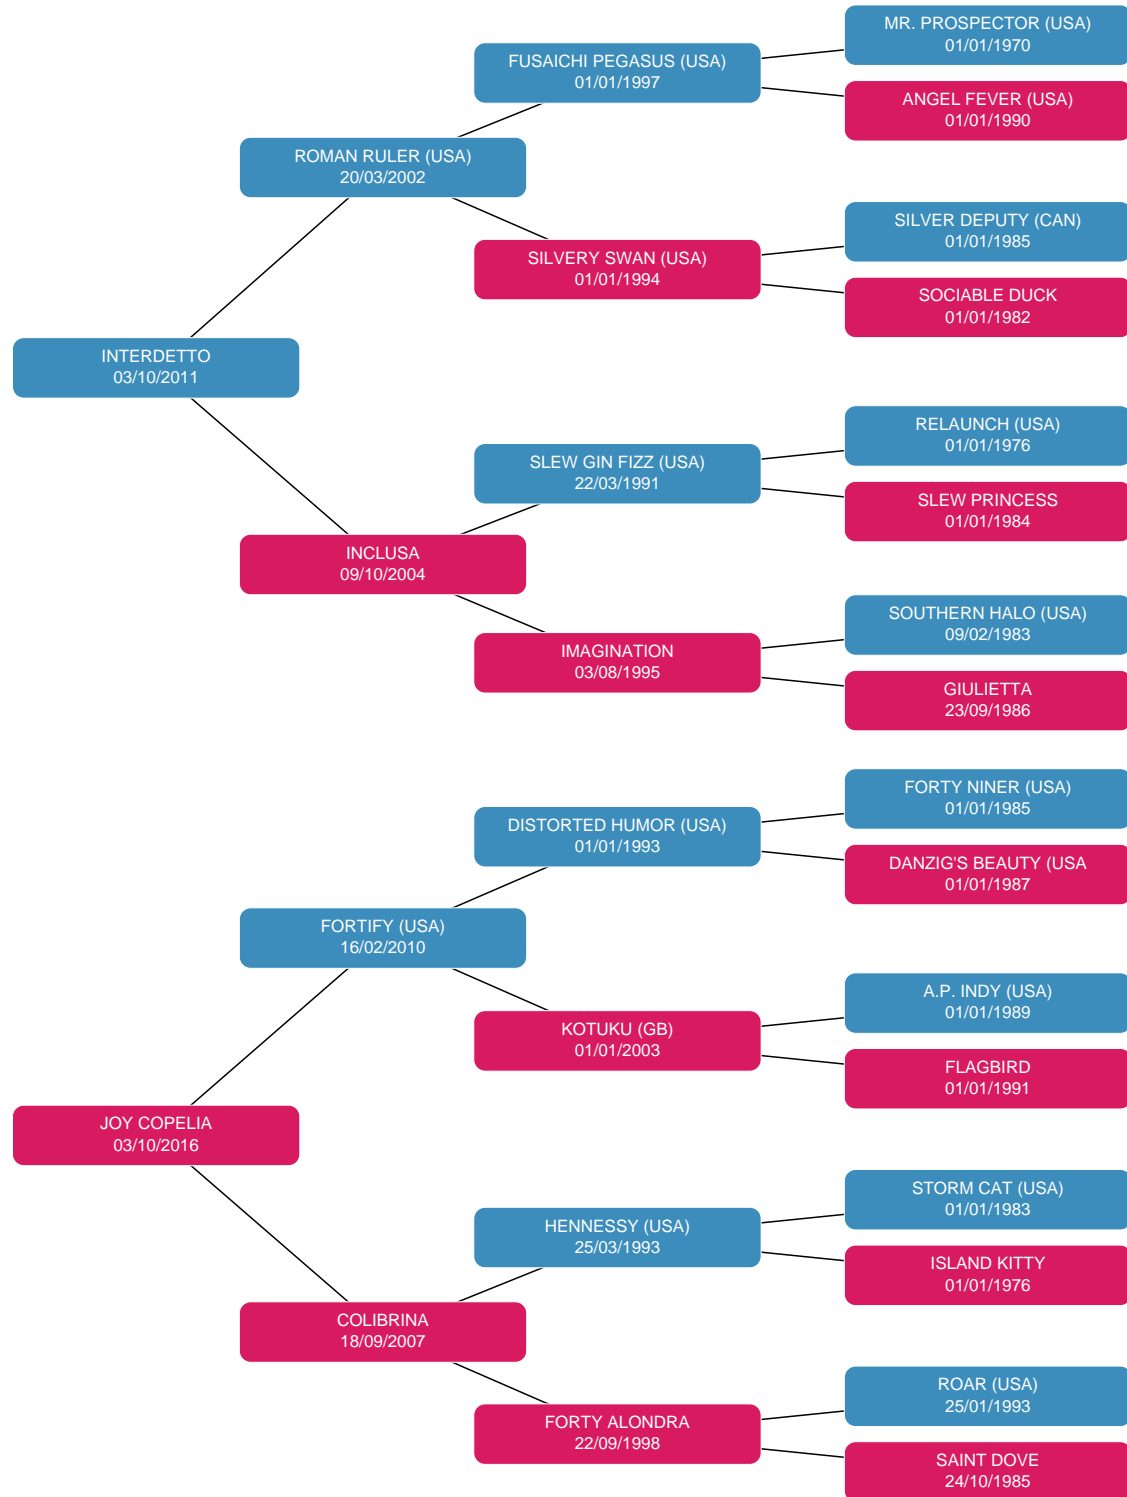 MR. PROSPECTOR (USA)
01/01/1970
FUSAICHI PEGASUS (USA)
01/01/1997
ANGEL FEVER (USA)
01/01/1990
ROMAN RULER (USA)
20/03/2002
SILVER DEPUTY (CAN)
01/01/1985
SILVERY SWAN (USA)
01/01/1994
SOCIABLE DUCK
01/01/1982
INTERDETTO
03/10/2011
RELAUNCH (USA)
01/01/1976
SLEW GIN FIZZ (USA)
22/03/1991
SLEW PRINCESS
01/01/1984
INCLUSA
09/10/2004
SOUTHERN HALO (USA)
09/02/1983
IMAGINATION
03/08/1995
GIULIETTA
23/09/1986
FORTY NINER (USA)
01/01/1985
DISTORTED HUMOR (USA)
01/01/1993
DANZIG'S BEAUTY (USA
01/01/1987
FORTIFY (USA)
16/02/2010
A.P. INDY (USA)
01/01/1989
KOTUKU (GB)
01/01/2003
FLAGBIRD
01/01/1991
JOY COPELIA
03/10/2016
STORM CAT (USA)
01/01/1983
HENNESSY (USA)
25/03/1993
ISLAND KITTY
01/01/1976
COLIBRINA
18/09/2007
ROAR (USA)
25/01/1993
FORTY ALONDRA
22/09/1998
SAINT DOVE
24/10/1985